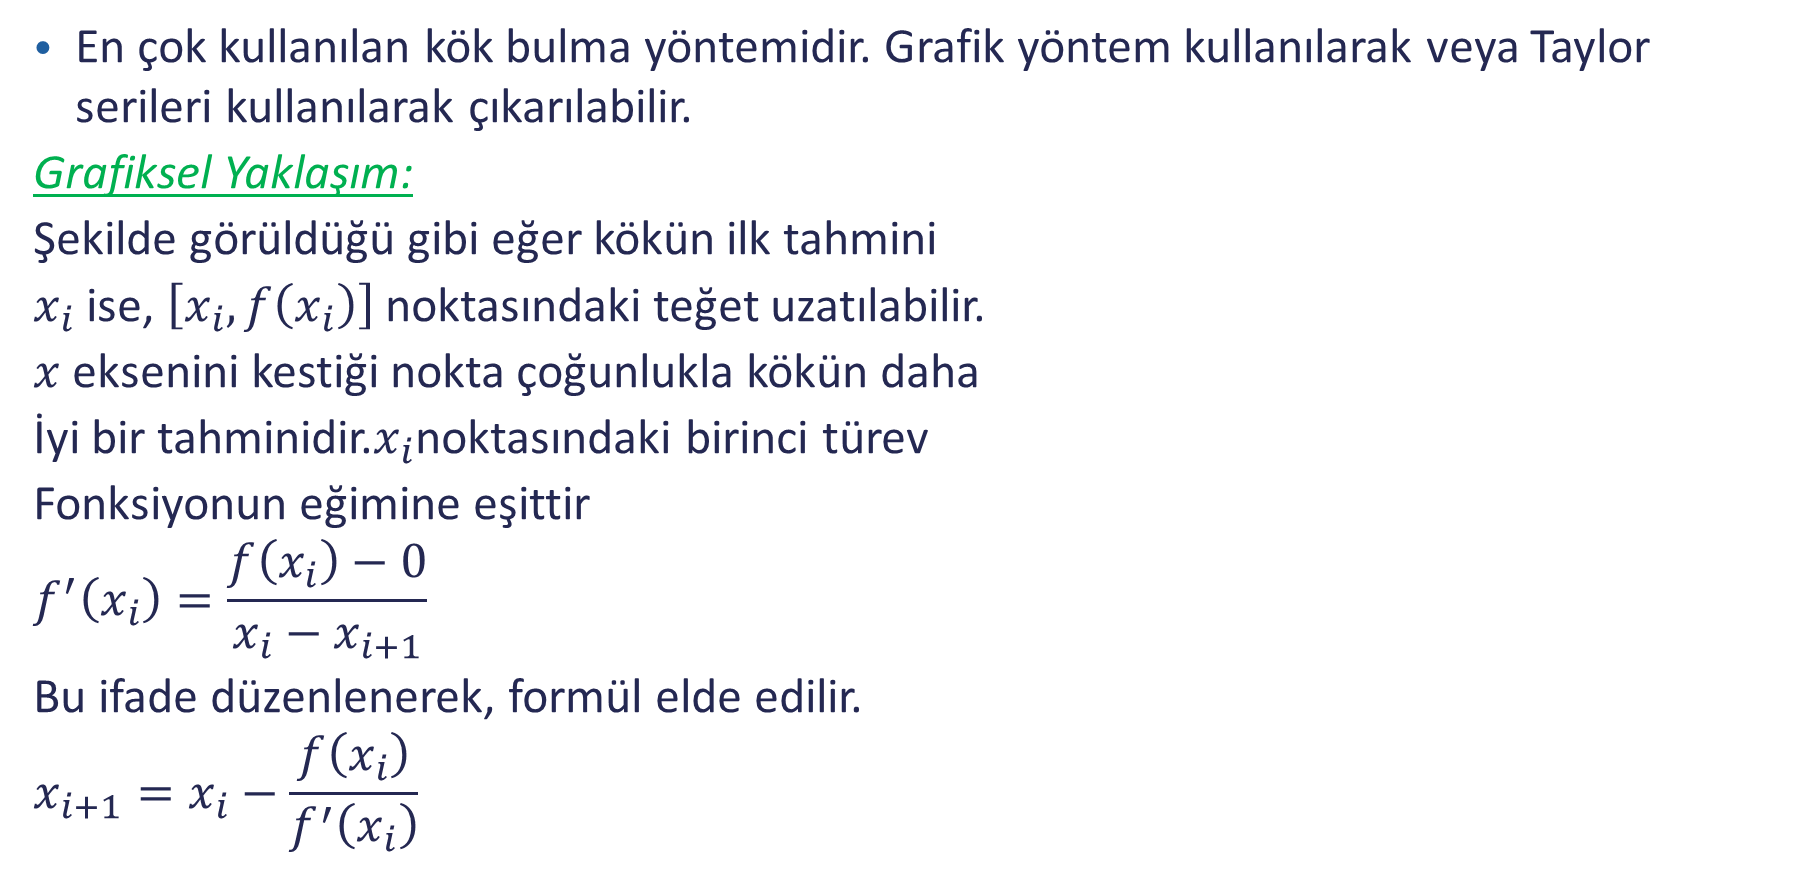 • En çok kullanılan kök bulma yöntemidir. Grafik yöntem kullanılarak veya Taylor
serileri kullanılarak çıkarılabilir.
Grafiksel Yaklaşım:
Şekilde görüldüğü gibi eğer kökün ilk tahmini
𝑥ᵢ ise, [𝑥ᵢ, 𝑓(𝑥ᵢ)] noktasındaki teğet uzatılabilir.
𝑥 eksenini kestiği nokta çoğunlukla kökün daha
İyi bir tahminidir.𝑥ᵢnoktasındaki birinci türev
Fonksiyonun eğimine eşittir
𝑓′(𝑥ᵢ) = (𝑓(𝑥ᵢ) − 0) / (𝑥ᵢ − 𝑥ᵢ₊₁)
Bu ifade düzenlenerek, formül elde edilir.
𝑥ᵢ₊₁ = 𝑥ᵢ − 𝑓(𝑥ᵢ) / 𝑓′(𝑥ᵢ)